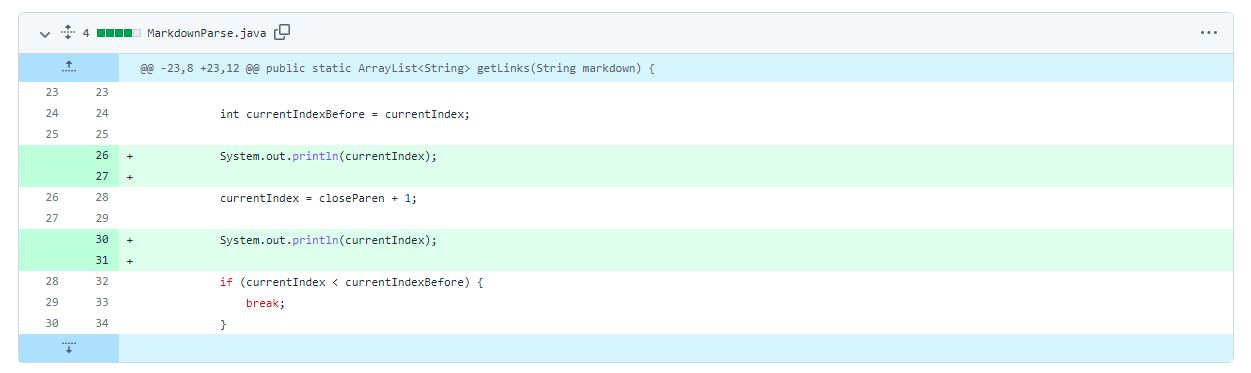 4 MarkdownParse.java
@@ -23,8 +23,12 @@ public static ArrayList<String> getLinks(String markdown) {
23 23
24 24 int currentIndexBefore = currentIndex;
25 25
26 + System.out.println(currentIndex);
27 +
26 28 currentIndex = closeParen + 1;
27 29
30 + System.out.println(currentIndex);
31 +
28 32 if (currentIndex < currentIndexBefore) {
29 33 break;
30 34 }